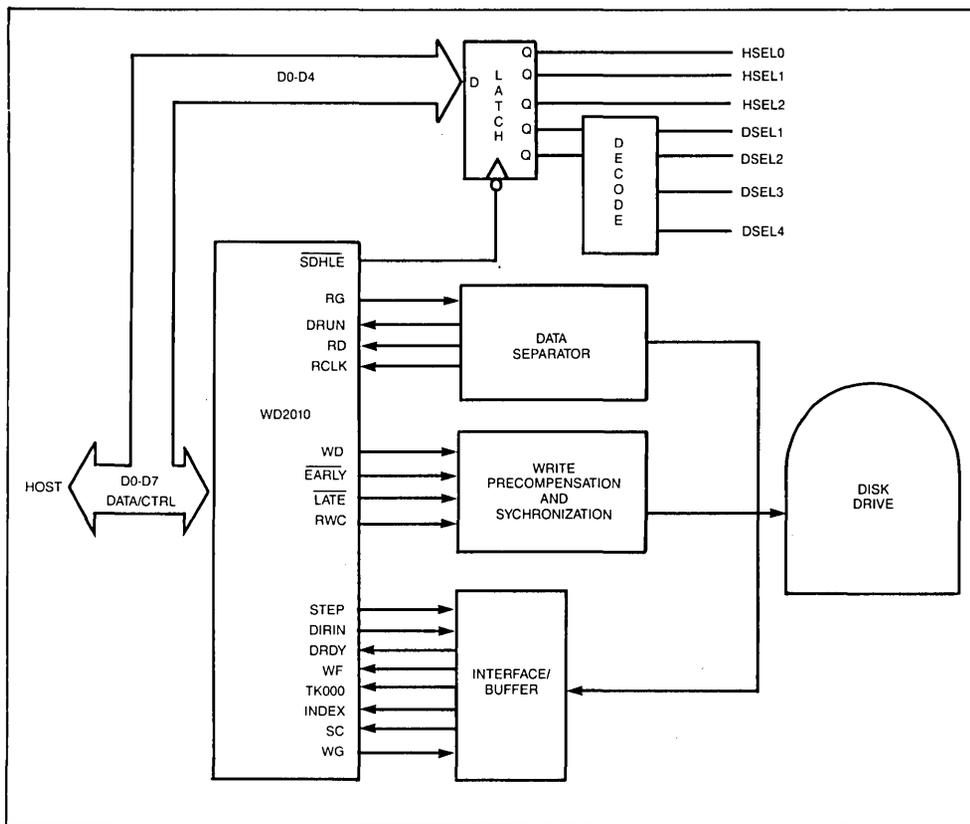 D0-D4
D
L
A
T
C
H
Q
Q
Q
Q
Q
HSEL0
HSEL1
HSEL2
DSEL1
DSEL2
DSEL3
DSEL4
D
E
C
O
D
E
SDHLE
RG
DRUN
RD
RCLK
WD2010
WD
EARLY
LATE
RWC
STEP
DIRIN
DRDY
WF
TK000
INDEX
SC
WG
DATA
SEPARATOR
WRITE
PRECOMPENSATION
AND
SYCHRONIZATION
INTERFACE/
BUFFER
DISK
DRIVE
HOST
D0-D7
DATA/CTRL